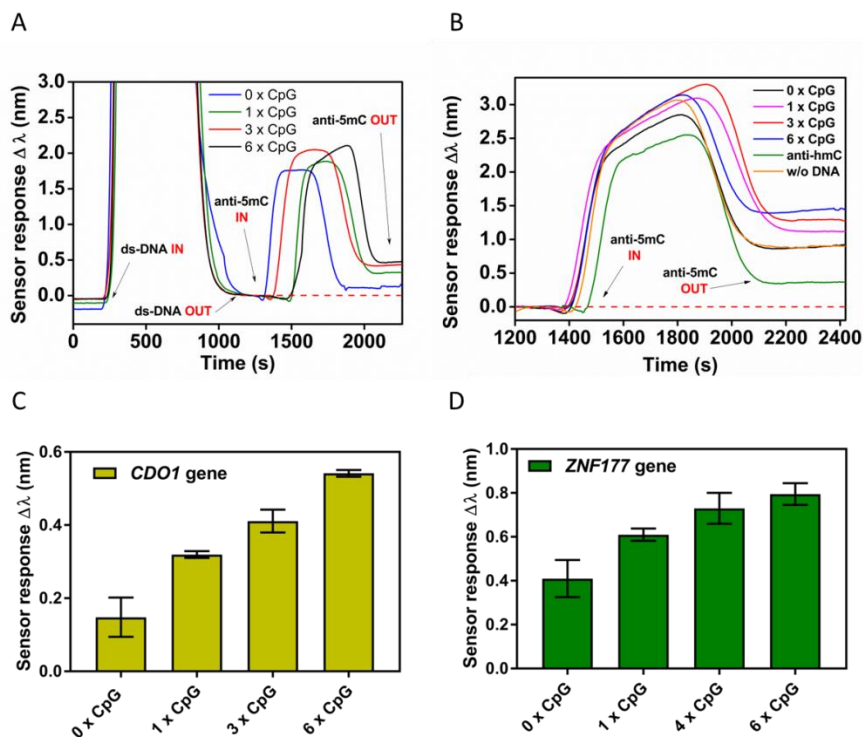 A
Sensor response Δλ (nm)
3.0
2.5
2.0
1.5
1.0
0.5
0.0
0 x CpG
1 x CpG
3 x CpG
6 x CpG
anti-5mC OUT
anti-5mC
IN
ds-DNA IN
ds-DNA OUT
0
500
1000
1500
2000
Time (s)
B
Sensor response Δλ (nm)
3.0
2.5
2.0
1.5
1.0
0.5
0.0
0 x CpG
1 x CpG
3 x CpG
6 x CpG
anti-hmC
w/o DNA
anti-5mC
IN
anti-5mC
OUT
1200
1400
1600
1800
2000
2200
2400
Time (s)
C
Sensor response Δλ (nm)
0.6
0.4
0.2
0.0
CDO1 gene
0 x CpG
1 x CpG
3 x CpG
6 x CpG
D
Sensor response Δλ (nm)
1.0
0.8
0.6
0.4
0.2
0.0
ZNF177 gene
0 x CpG
1 x CpG
4 x CpG
6 x CpG